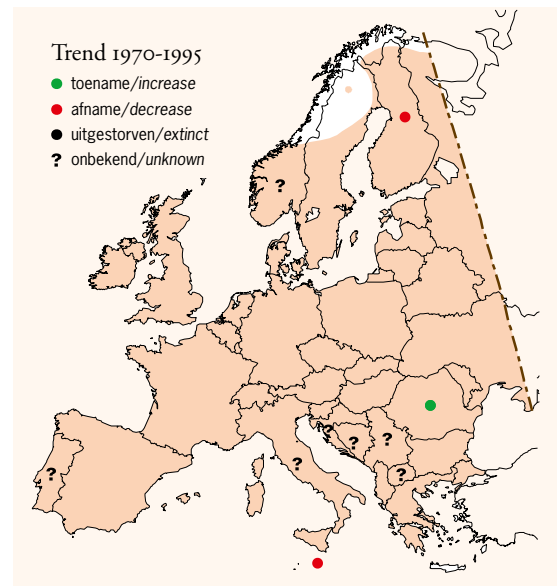 Trend 1970-1995
toename/increase
afname/decrease
uitgestorven/extinct
? onbekend/unknown
?
?
?
?
?
?
?